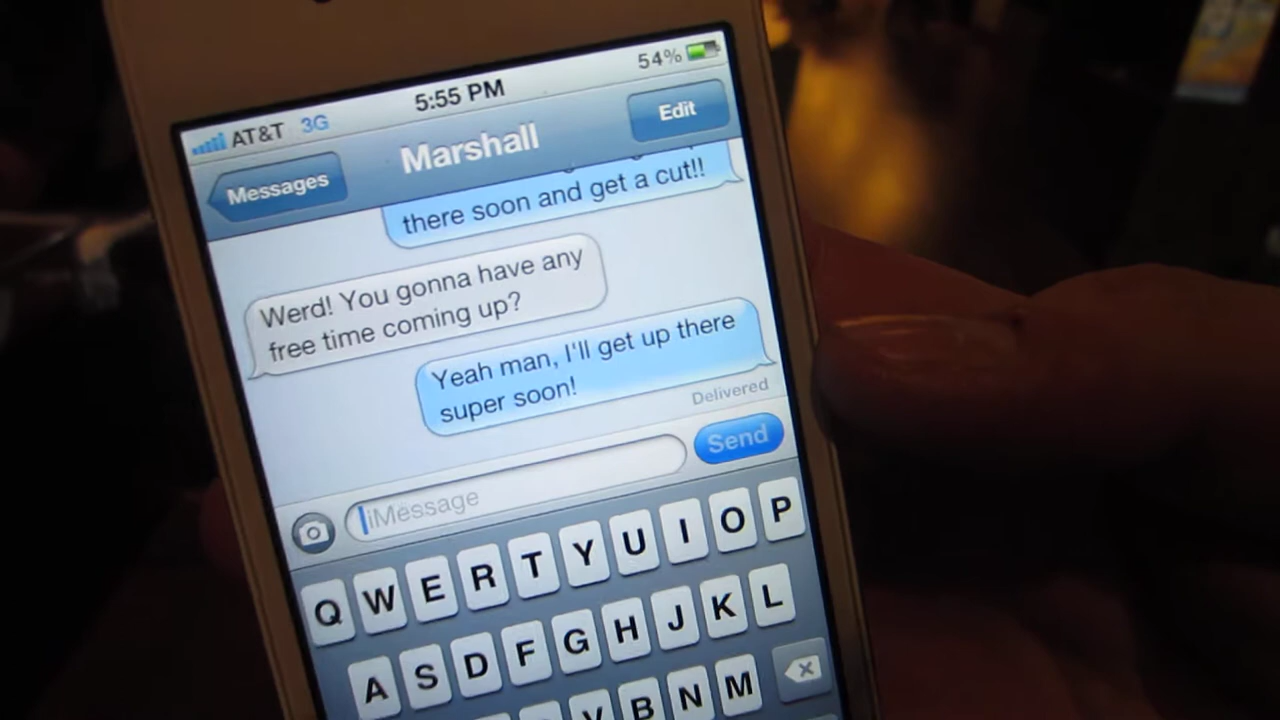 54%
5:55 PM
AT&T 3G
Edit
Marshall
Messages
there soon and get a cut!!
Werd! You gonna have any
free time coming up?
Yeah man, I'll get up there
super soon!
Delivered
Send
iMessage
Q W E R T Y U I O P
A S D F G H J K L
V B N M